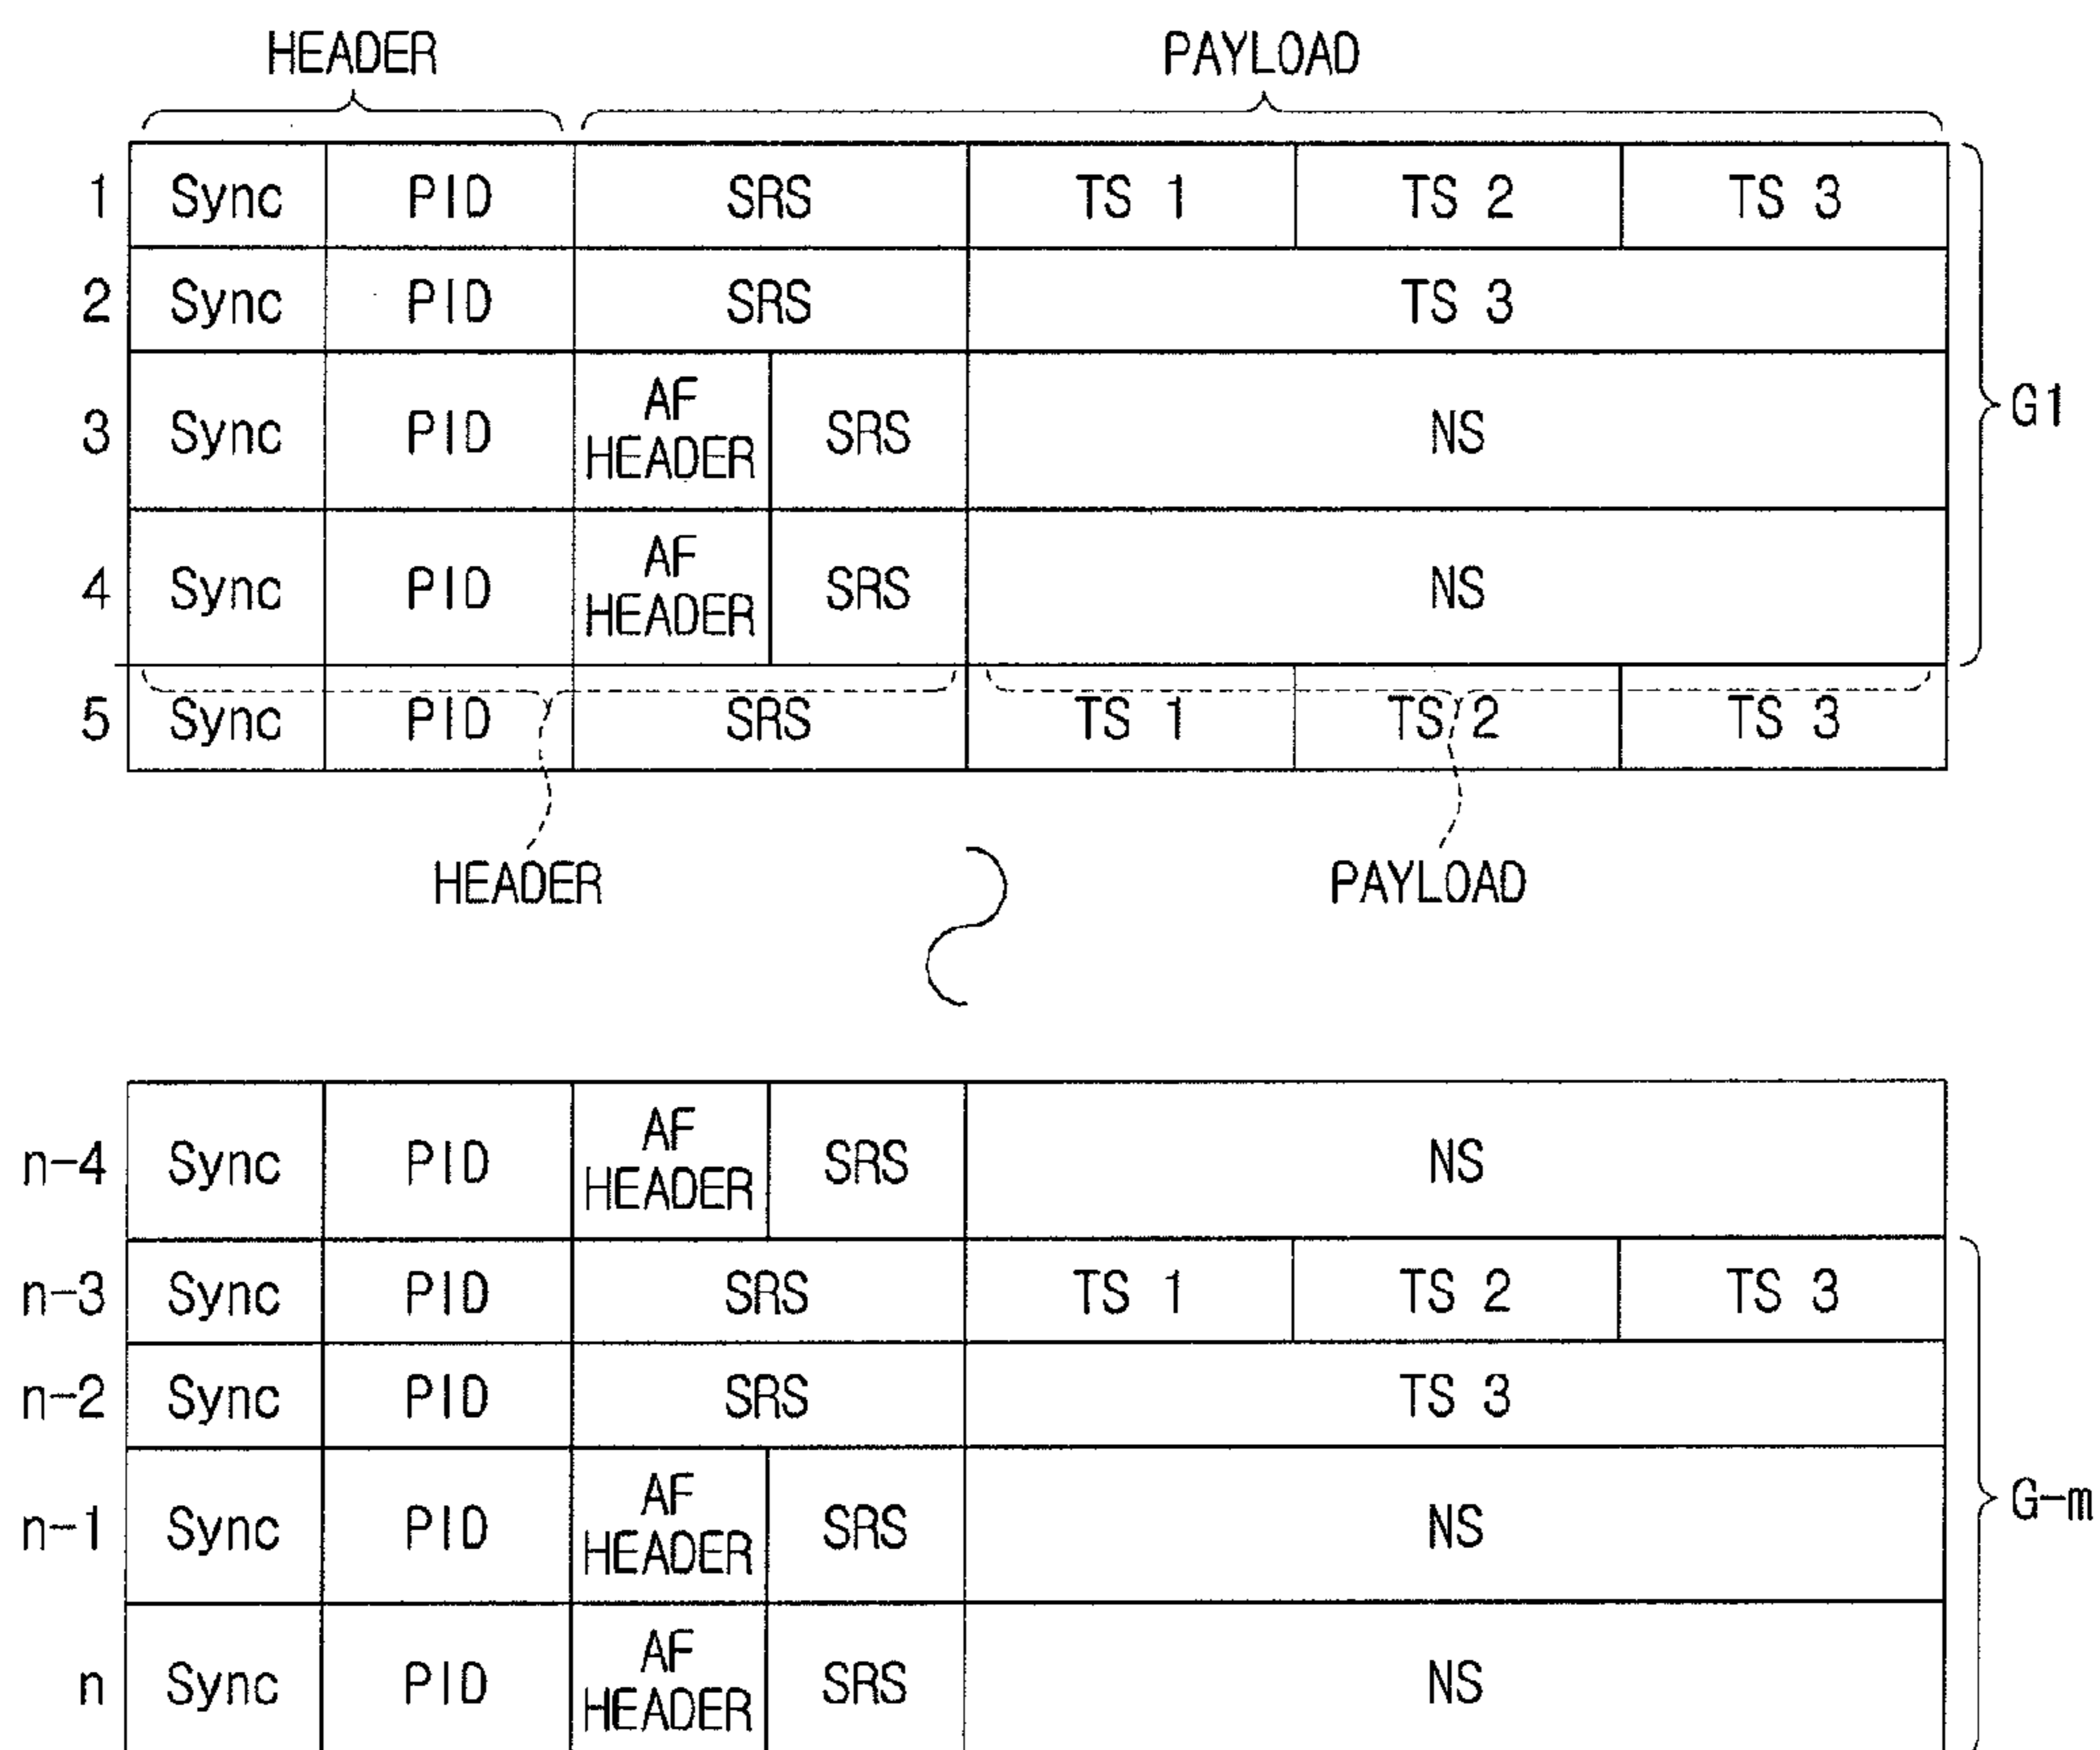 HEADER PAYLOAD
1 Sync PID SRS TS 1 TS 2 TS 3
2 Sync PID SRS TS 3
3 Sync PID AF HEADER SRS NS
G1
4 Sync PID AF HEADER SRS NS
5 Sync PID SRS TS 1 TS 2 TS 3
HEADER PAYLOAD
n-4 Sync PID AF HEADER SRS NS
n-3 Sync PID SRS TS 1 TS 2 TS 3
n-2 Sync PID SRS TS 3
n-1 Sync PID AF HEADER SRS NS
G-m
n Sync PID AF HEADER SRS NS